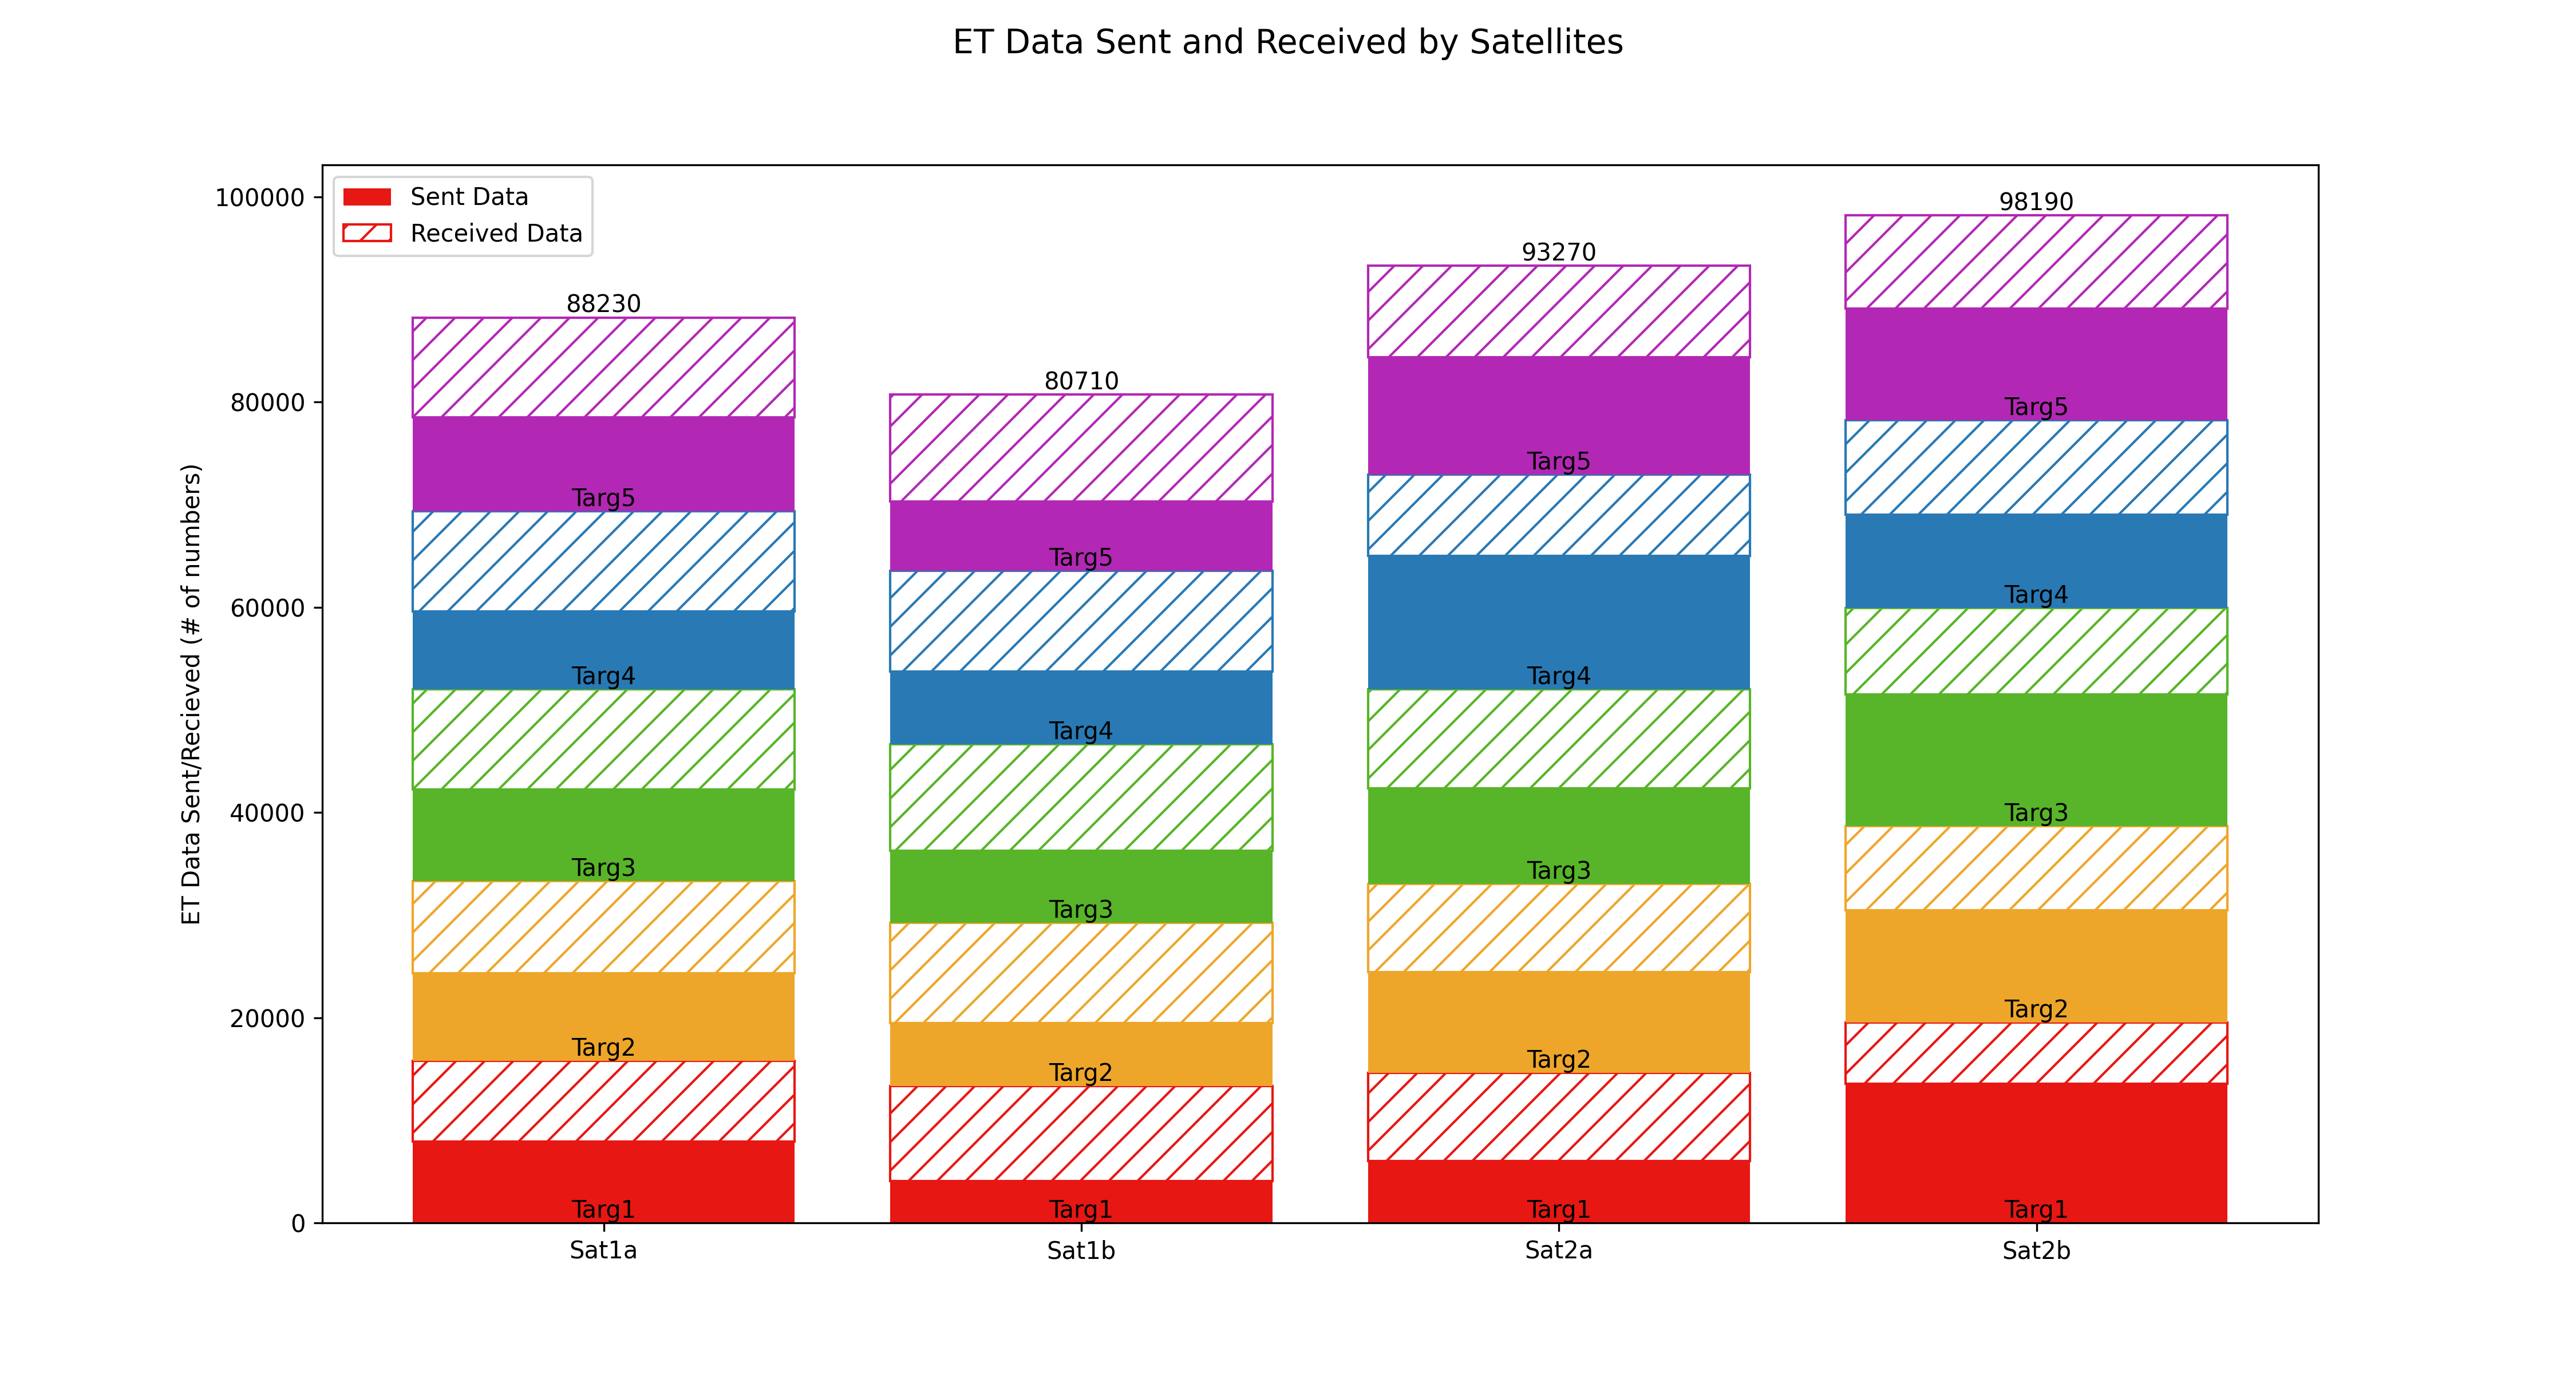 ET Data Sent and Received by Satellites
Sent Data
Received Data
ET Data Sent/Recieved (# of numbers)
100000
80000
60000
40000
20000
0
88230
Targ5
Targ4
Targ3
Targ2
Targ1
80710
Targ5
Targ4
Targ3
Targ2
Targ1
93270
Targ5
Targ4
Targ3
Targ2
Targ1
98190
Targ5
Targ4
Targ3
Targ2
Targ1
Sat1a
Sat1b
Sat2a
Sat2b